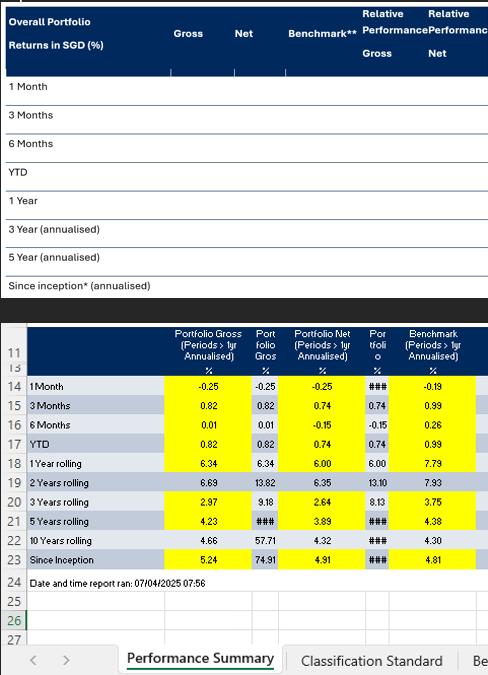 Overall Portfolio
Returns in SGD (%)
Gross Net Benchmark** Relative Performance Gross Relative Performanc Net
1 Month
3 Months
6 Months
YTD
1 Year
3 Year (annualised)
5 Year (annualised)
Since inception* (annualised)
11 Portfolio Gross (Periods > 1yr Annualised) Port folio Gros Portfolio Net (Periods > 1yr Annualised) Por tfoli o Benchmark (Periods > 1yr Annualised)
13 % % % % %
14 1 Month -0.25 -0.25 -0.25 ### -0.19
15 3 Months 0.82 0.82 0.74 0.74 0.99
16 6 Months 0.01 0.01 -0.15 -0.15 0.26
17 YTD 0.82 0.82 0.74 0.74 0.99
18 1 Year rolling 6.34 6.34 6.00 6.00 7.79
19 2 Years rolling 6.69 13.82 6.35 13.10 7.93
20 3 Years rolling 2.97 9.18 2.64 8.13 3.75
21 5 Years rolling 4.23 ### 3.89 ### 4.38
22 10 Years rolling 4.66 57.71 4.32 ### 4.30
23 Since Inception 5.24 74.91 4.91 ### 4.81
24 Date and time report ran: 07/04/2025 07:56
25
26
27
< > Performance Summary Classification Standard Be